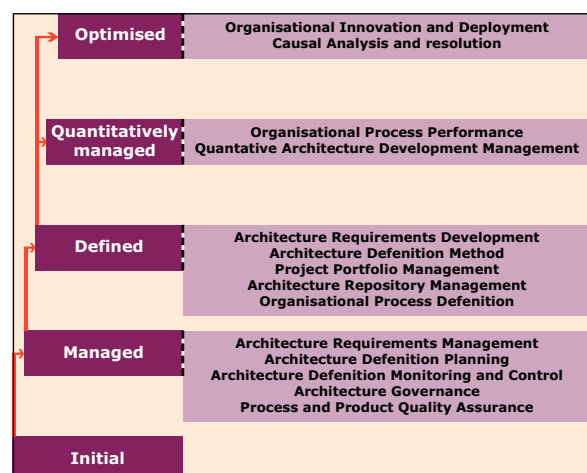 Optimised
Organisational Innovation and Deployment
Causal Analysis and resolution
Quantitatively
managed
Organisational Process Performance
Quantative Architecture Development Management
Defined
Architecture Requirements Development
Architecture Defenition Method
Project Portfolio Management
Architecture Repository Management
Organisational Process Defenition
Managed
Architecture Requirements Management
Architecture Defenition Planning
Architecture Defenition Monitoring and Control
Architecture Governance
Process and Product Quality Assurance
Initial